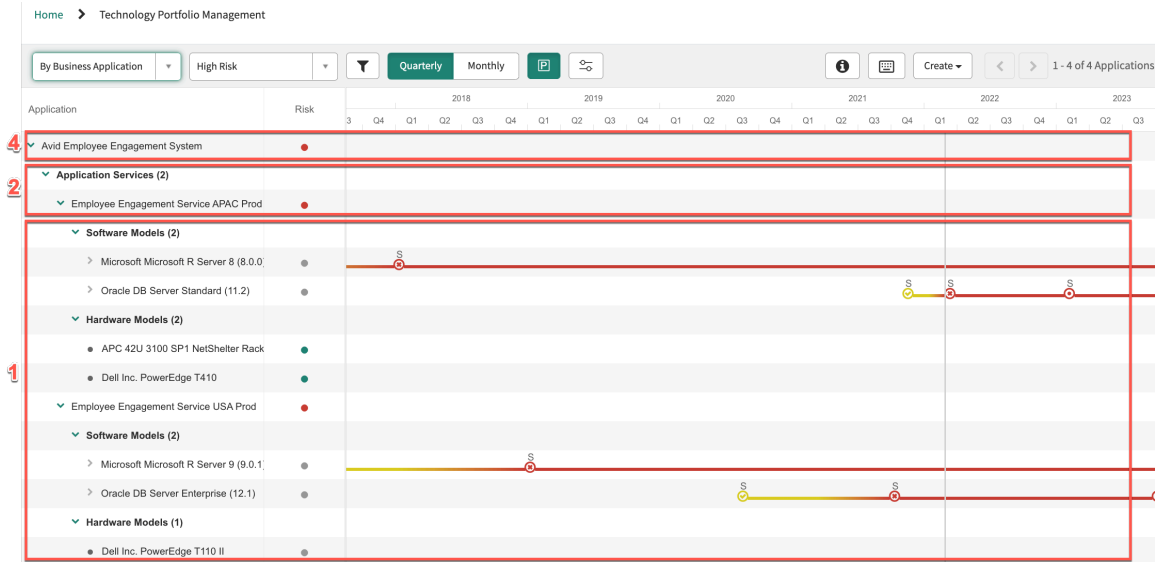 Home > Technology Portfolio Management
By Business Application High Risk Quarterly Monthly P Create 1 - 4 of 4 Applications
Application Risk 2018 2019 2020 2021 2022 2023
3 Q4 Q1 Q2 Q3 Q4 Q1 Q2 Q3 Q4 Q1 Q2 Q3 Q4 Q1 Q2 Q3 Q4 Q1 Q2 Q3 Q4 Q1 Q2 Q3
4 Avid Employee Engagement System
Application Services (2)
2
Employee Engagement Service APAC Prod
Software Models (2)
S
Microsoft Microsoft R Server 8 (8.0.0)
S S S
Oracle DB Server Standard (11.2)
Hardware Models (2)
APC 42U 3100 SP1 NetShelter Rack
1
Dell Inc. PowerEdge T410
Employee Engagement Service USA Prod
Software Models (2)
S
Microsoft Microsoft R Server 9 (9.0.1)
S S
Oracle DB Server Enterprise (12.1)
Hardware Models (1)
Dell Inc. PowerEdge T110 II